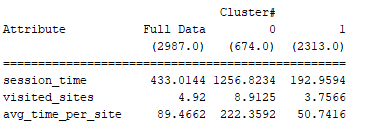 Cluster#
Attribute Full Data 0 1
(2987.0) (674.0) (2313.0)
==================================================
session_time 433.0144 1256.8234 192.9594
visited_sites 4.92 8.9125 3.7566
avg_time_per_site 89.4662 222.3592 50.7416